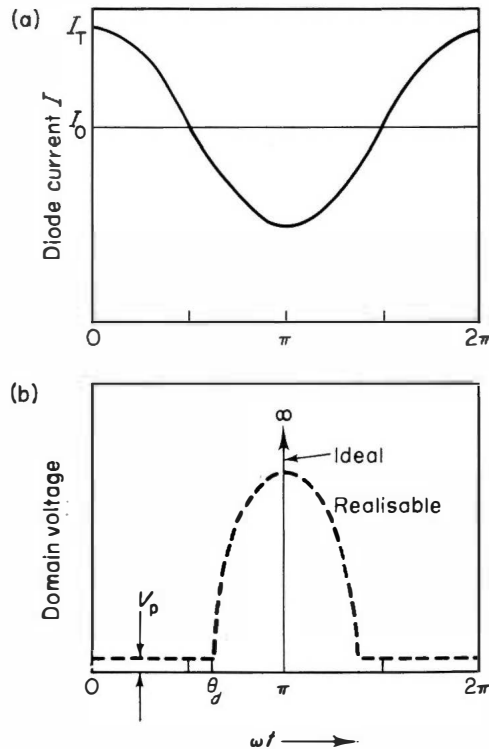 (a)
I_T
I_0
Diode current I
0
π
2π
(b)
∞
Ideal
Realisable
Domain voltage
V_p
0
θ_d
π
2π
ωt